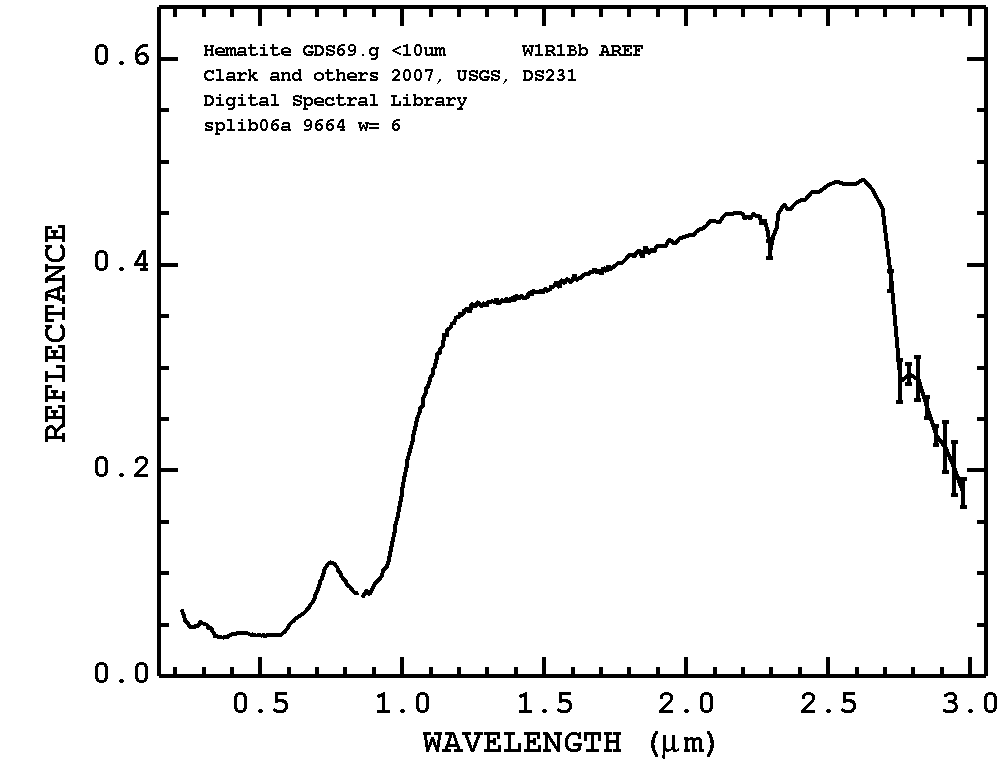 Hematite GDS69.g <10um W1R1Bb AREF
Clark and others 2007, USGS, DS231
Digital Spectral Library
splib06a 9664 w= 6
REFLECTANCE
0.6
0.4
0.2
0.0
0.5 1.0 1.5 2.0 2.5 3.0
WAVELENGTH (μm)